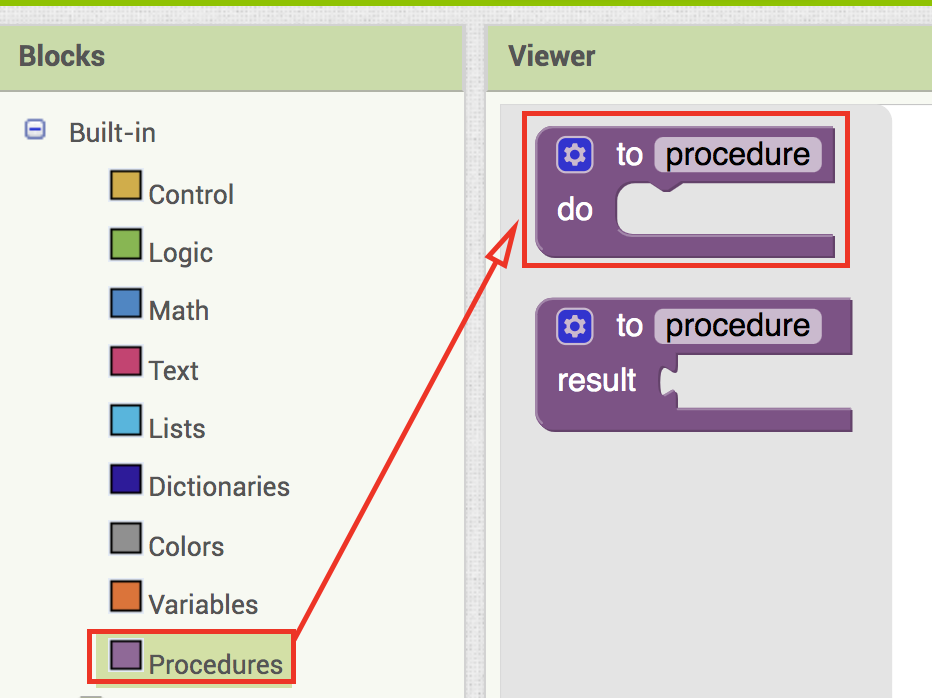 Blocks
Built-in
Control
Logic
Math
Text
Lists
Dictionaries
Colors
Variables
Procedures
Viewer
to procedure
do
to procedure
result